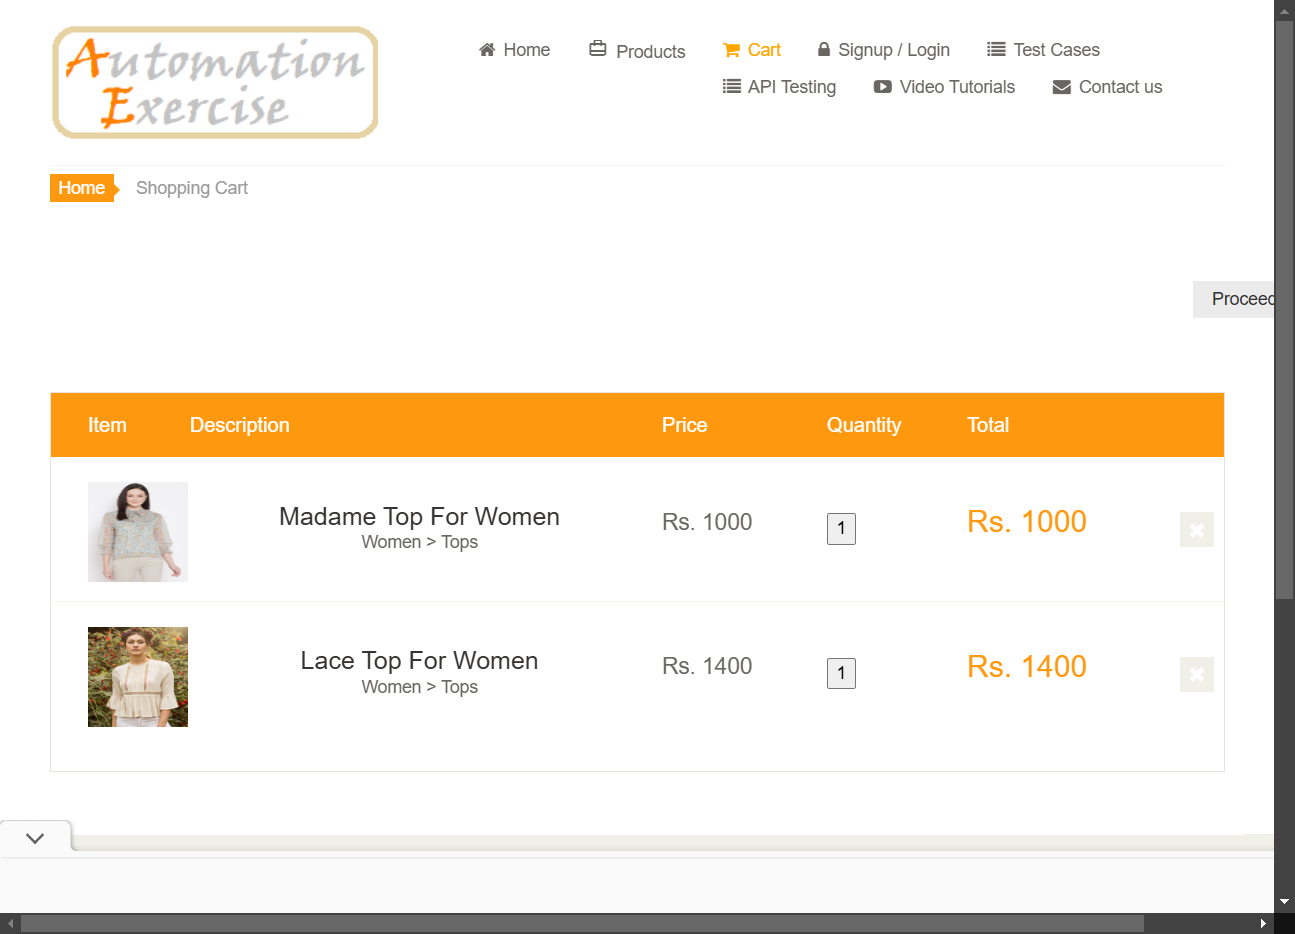 Automation
Exercise
Home
Products
Cart
Signup / Login
Test Cases
API Testing
Video Tutorials
Contact us
Home
Shopping Cart
Proceed
Item Description Price Quantity Total
Madame Top For Women
Women > Tops
Rs. 1000
1
Rs. 1000
Lace Top For Women
Women > Tops
Rs. 1400
1
Rs. 1400